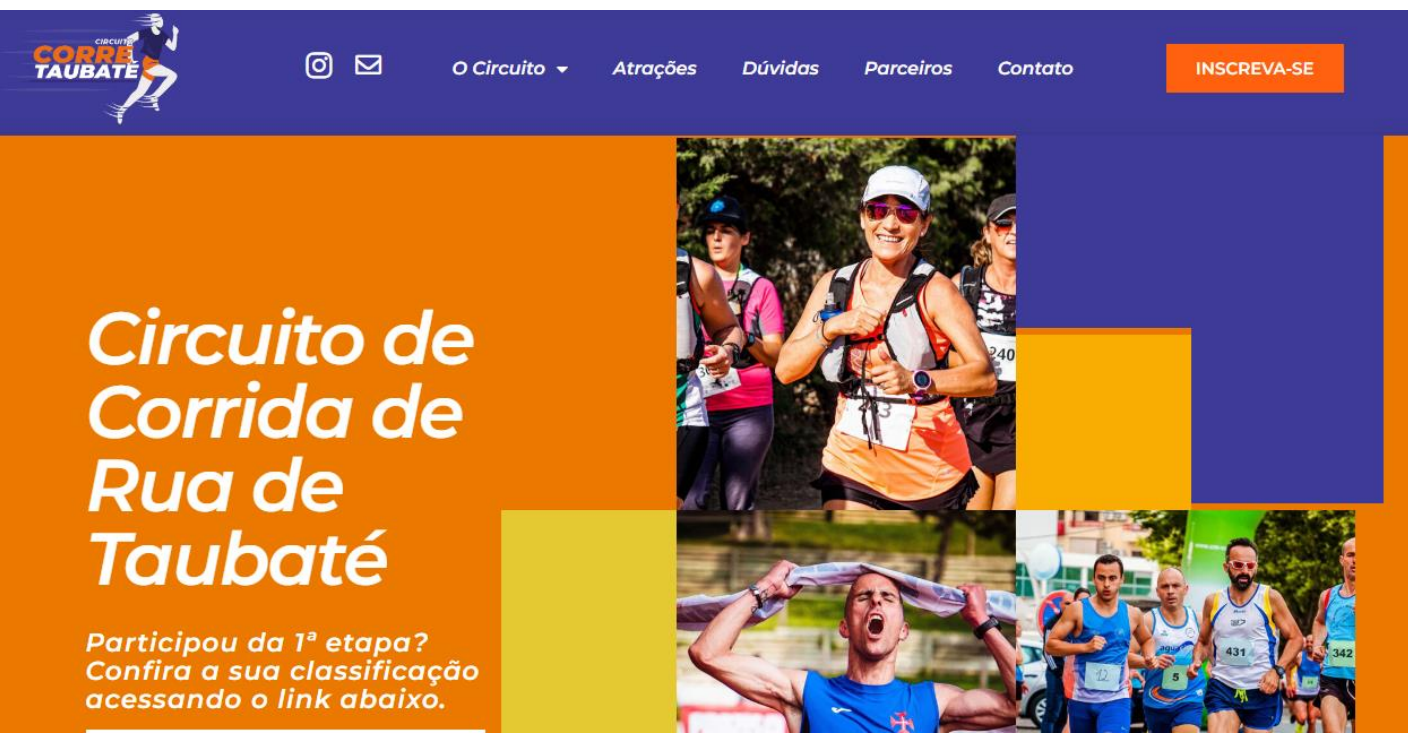 CIRCUITO
CORRE
TAUBATÉ
O Circuito
Atrações
Dúvidas
Parceiros
Contato
INSCREVA-SE
Circuito de
Corrida de
Rua de
Taubaté
Participou da 1ª etapa?
Confira a sua classificação
acessando o link abaixo.
240
12
5
431
342